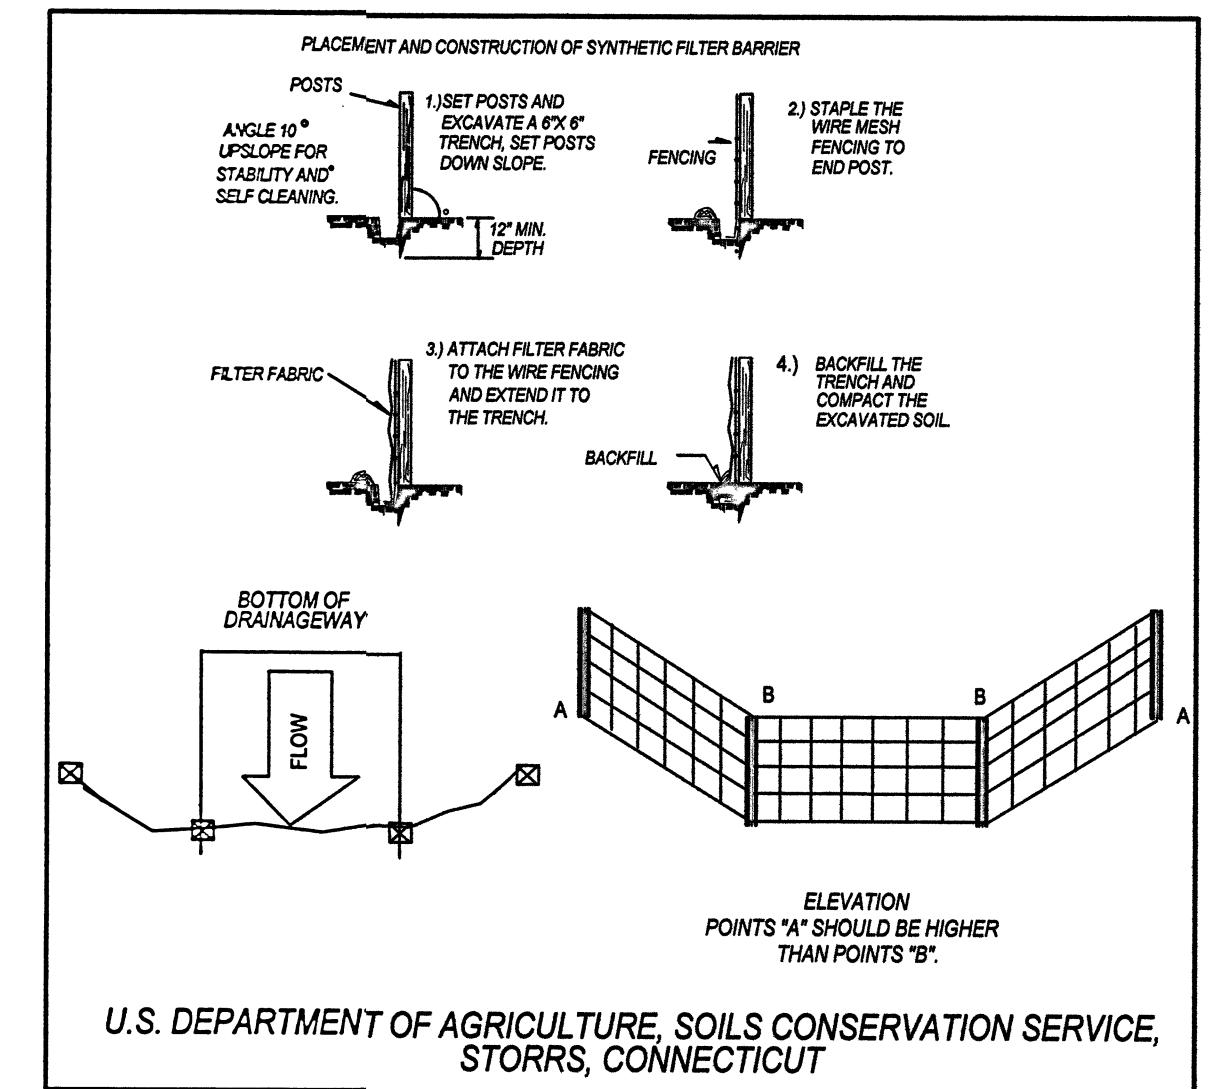 PLACEMENT AND CONSTRUCTION OF SYNTHETIC FILTER BARRIER
POSTS
ANGLE 10°
UPSLOPE FOR
STABILITY AND°
SELF CLEANING.
1.)SET POSTS AND
EXCAVATE A 6"X 6"
TRENCH, SET POSTS
DOWN SLOPE.
°
12" MIN.
DEPTH
FENCING
2.) STAPLE THE
WIRE MESH
FENCING TO
END POST.
FILTER FABRIC
3.) ATTACH FILTER FABRIC
TO THE WIRE FENCING
AND EXTEND IT TO
THE TRENCH.
BACKFILL
4.) BACKFILL THE
TRENCH AND
COMPACT THE
EXCAVATED SOIL.
BOTTOM OF
DRAINAGEWAY
FLOW
A
B
B
A
ELEVATION
POINTS "A" SHOULD BE HIGHER
THAN POINTS "B".
U.S. DEPARTMENT OF AGRICULTURE, SOILS CONSERVATION SERVICE,
STORRS, CONNECTICUT